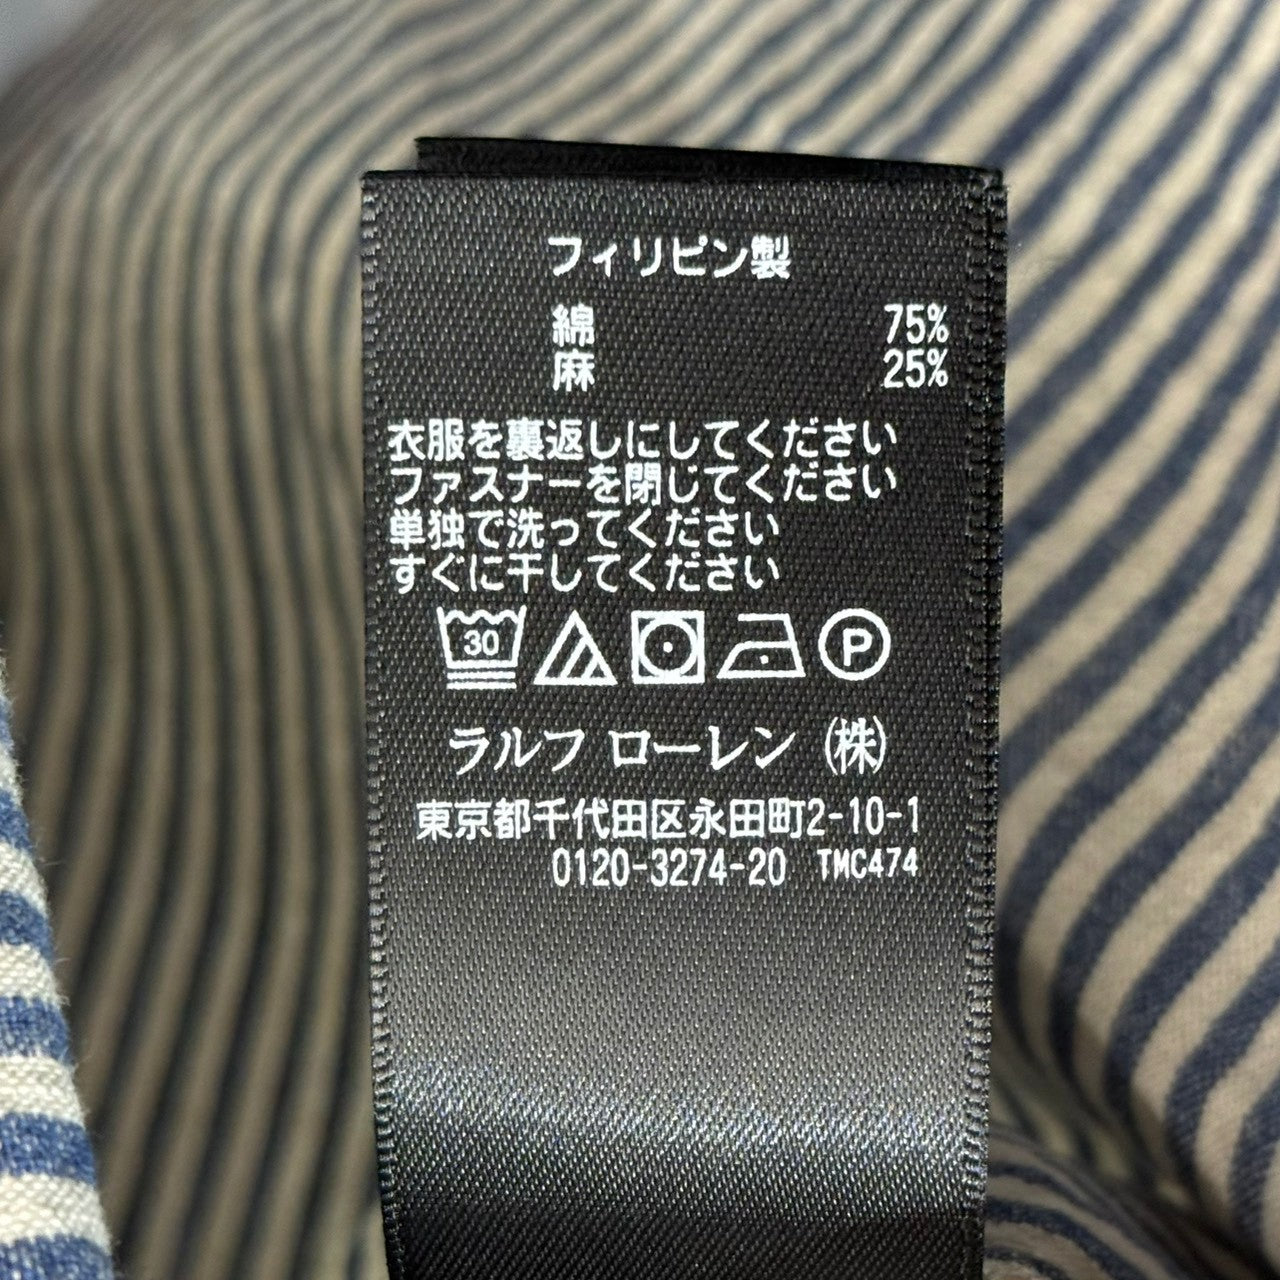 フィリピン製
綿 75%
麻 25%
衣服を裏返しにしてください
ファスナーを閉じてください
単独で洗ってください
すぐに干してください
30 P
ラルフ ローレン (株)
東京都千代田区永田町2-10-1
0120-3274-20 TMC474